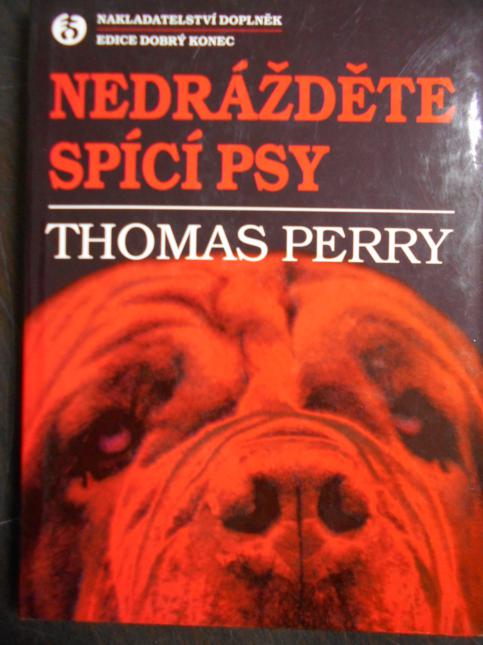 NAKLADATELSTVÍ DOPLNĚK
EDICE DOBRÝ KONEC
NEDRÁŽDĚTE
SPÍCÍ PSY
THOMAS PERRY